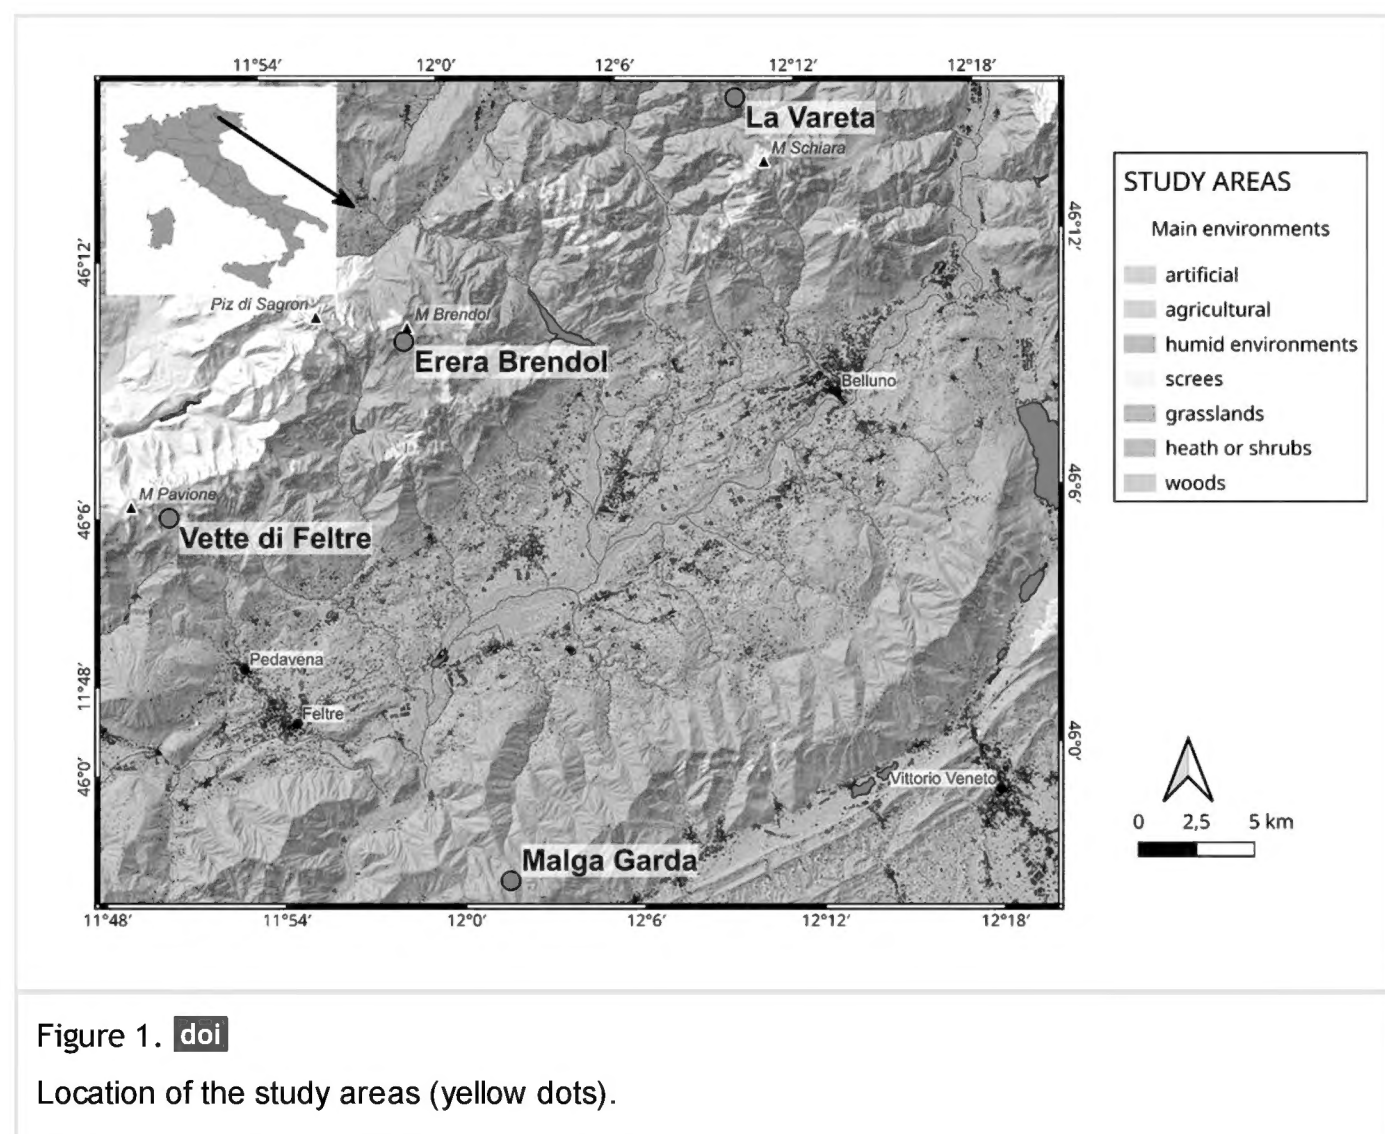 11°54′ 12°0′ 12°6′ 12°12′ 12°18′
La Vareta
M Schiara
STUDY AREAS
Main environments
artificial
agricultural
humid environments
screes
grasslands
heath or shrubs
woods
46°12′
46°12′
Piz di Sagron
M Brendol
Erera Brendol
Belluno
46°6′
46°6′
M Pavione
Vette di Feltre
Pedavena
11°48′
Feltre
46°0′
46°0′
Vittorio Veneto
0 2,5 5 km
Malga Garda
11°48′ 11°54′ 12°0′ 12°6′ 12°12′ 12°18′
Figure 1. doi
Location of the study areas (yellow dots).